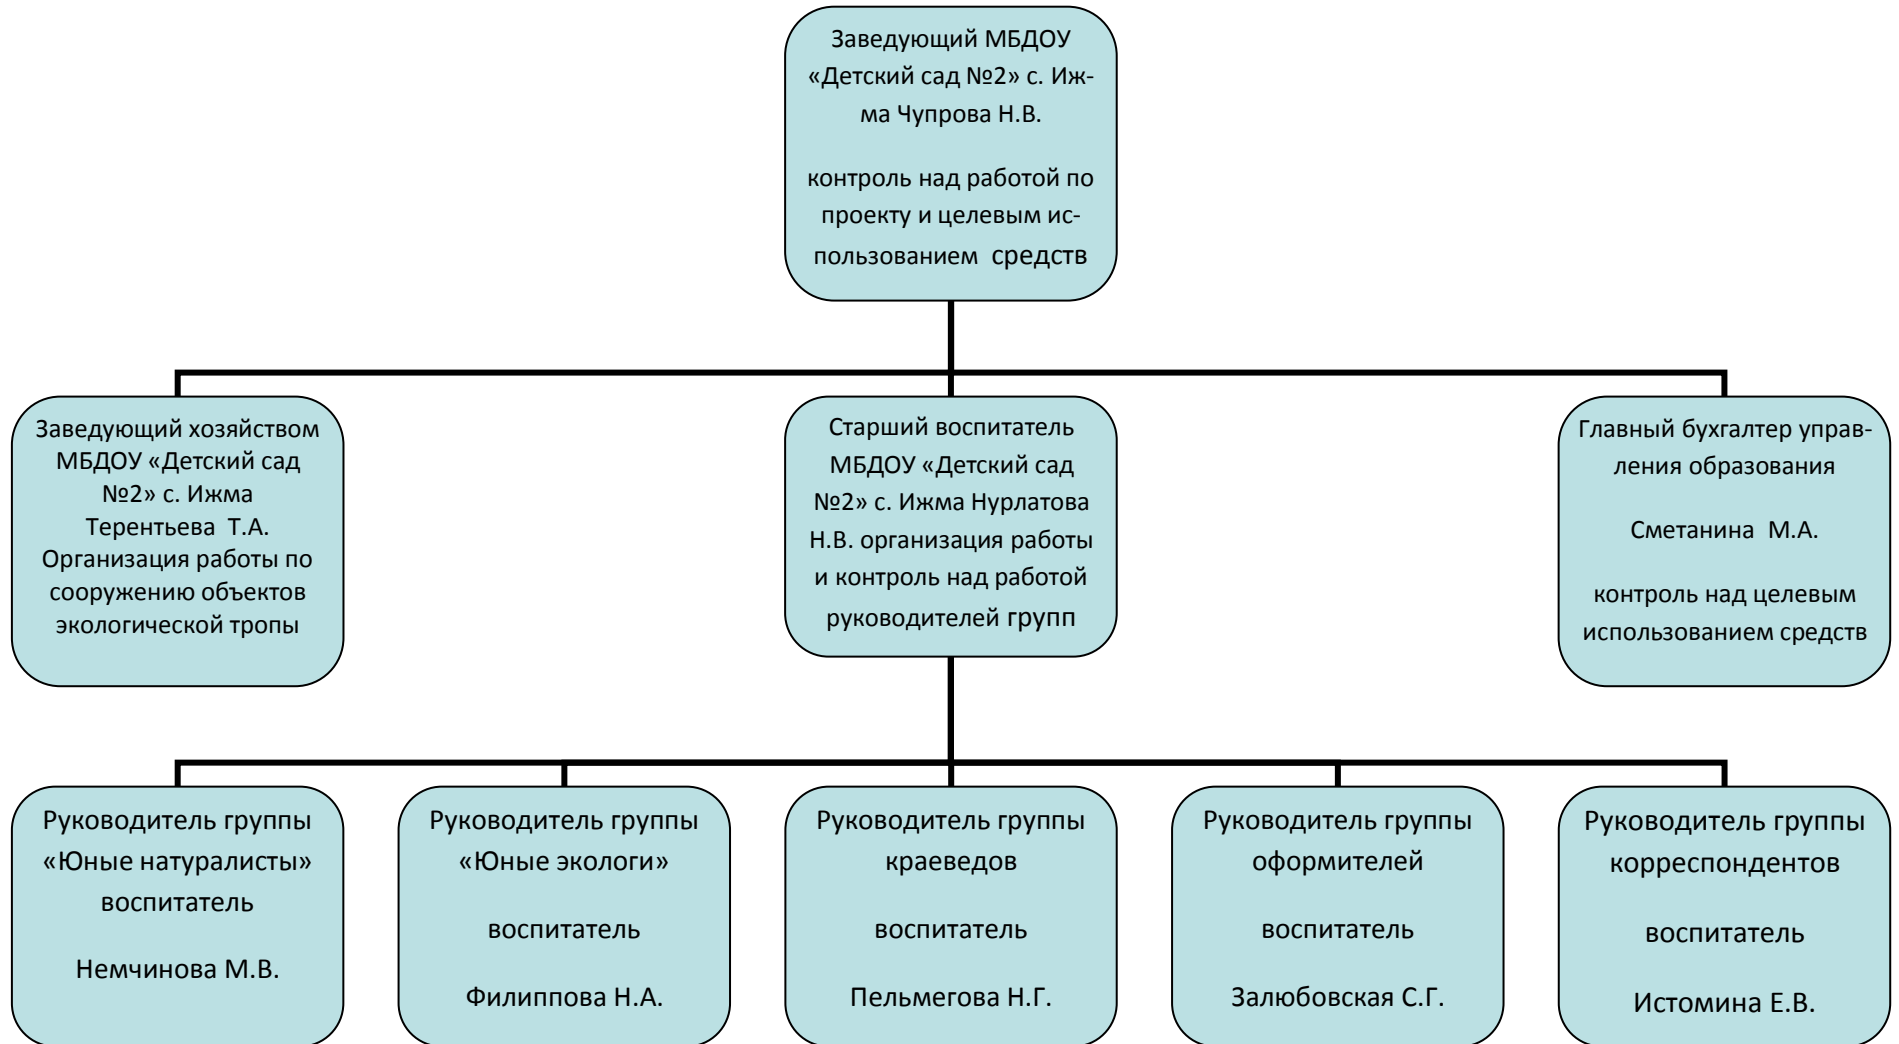 Заведующий МБДОУ
«Детский сад №2» с. Иж-
ма Чупрова Н.В.
контроль над работой по
проекту и целевым ис-
пользованием средств
Заведующий хозяйством
МБДОУ «Детский сад
№2» с. Ижма
Терентьева Т.А.
Организация работы по
сооружению объектов
экологической тропы
Старший воспитатель
МБДОУ «Детский сад
№2» с. Ижма Нурлатова
Н.В. организация работы
и контроль над работой
руководителей групп
Главный бухгалтер управ-
ления образования
Сметанина М.А.
контроль над целевым
использованием средств
Руководитель группы
«Юные натуралисты»
воспитатель
Немчинова М.В.
Руководитель группы
«Юные экологи»
воспитатель
Филиппова Н.А.
Руководитель группы
краеведов
воспитатель
Пельмегова Н.Г.
Руководитель группы
оформителей
воспитатель
Залюбовская С.Г.
Руководитель группы
корреспондентов
воспитатель
Истомина Е.В.